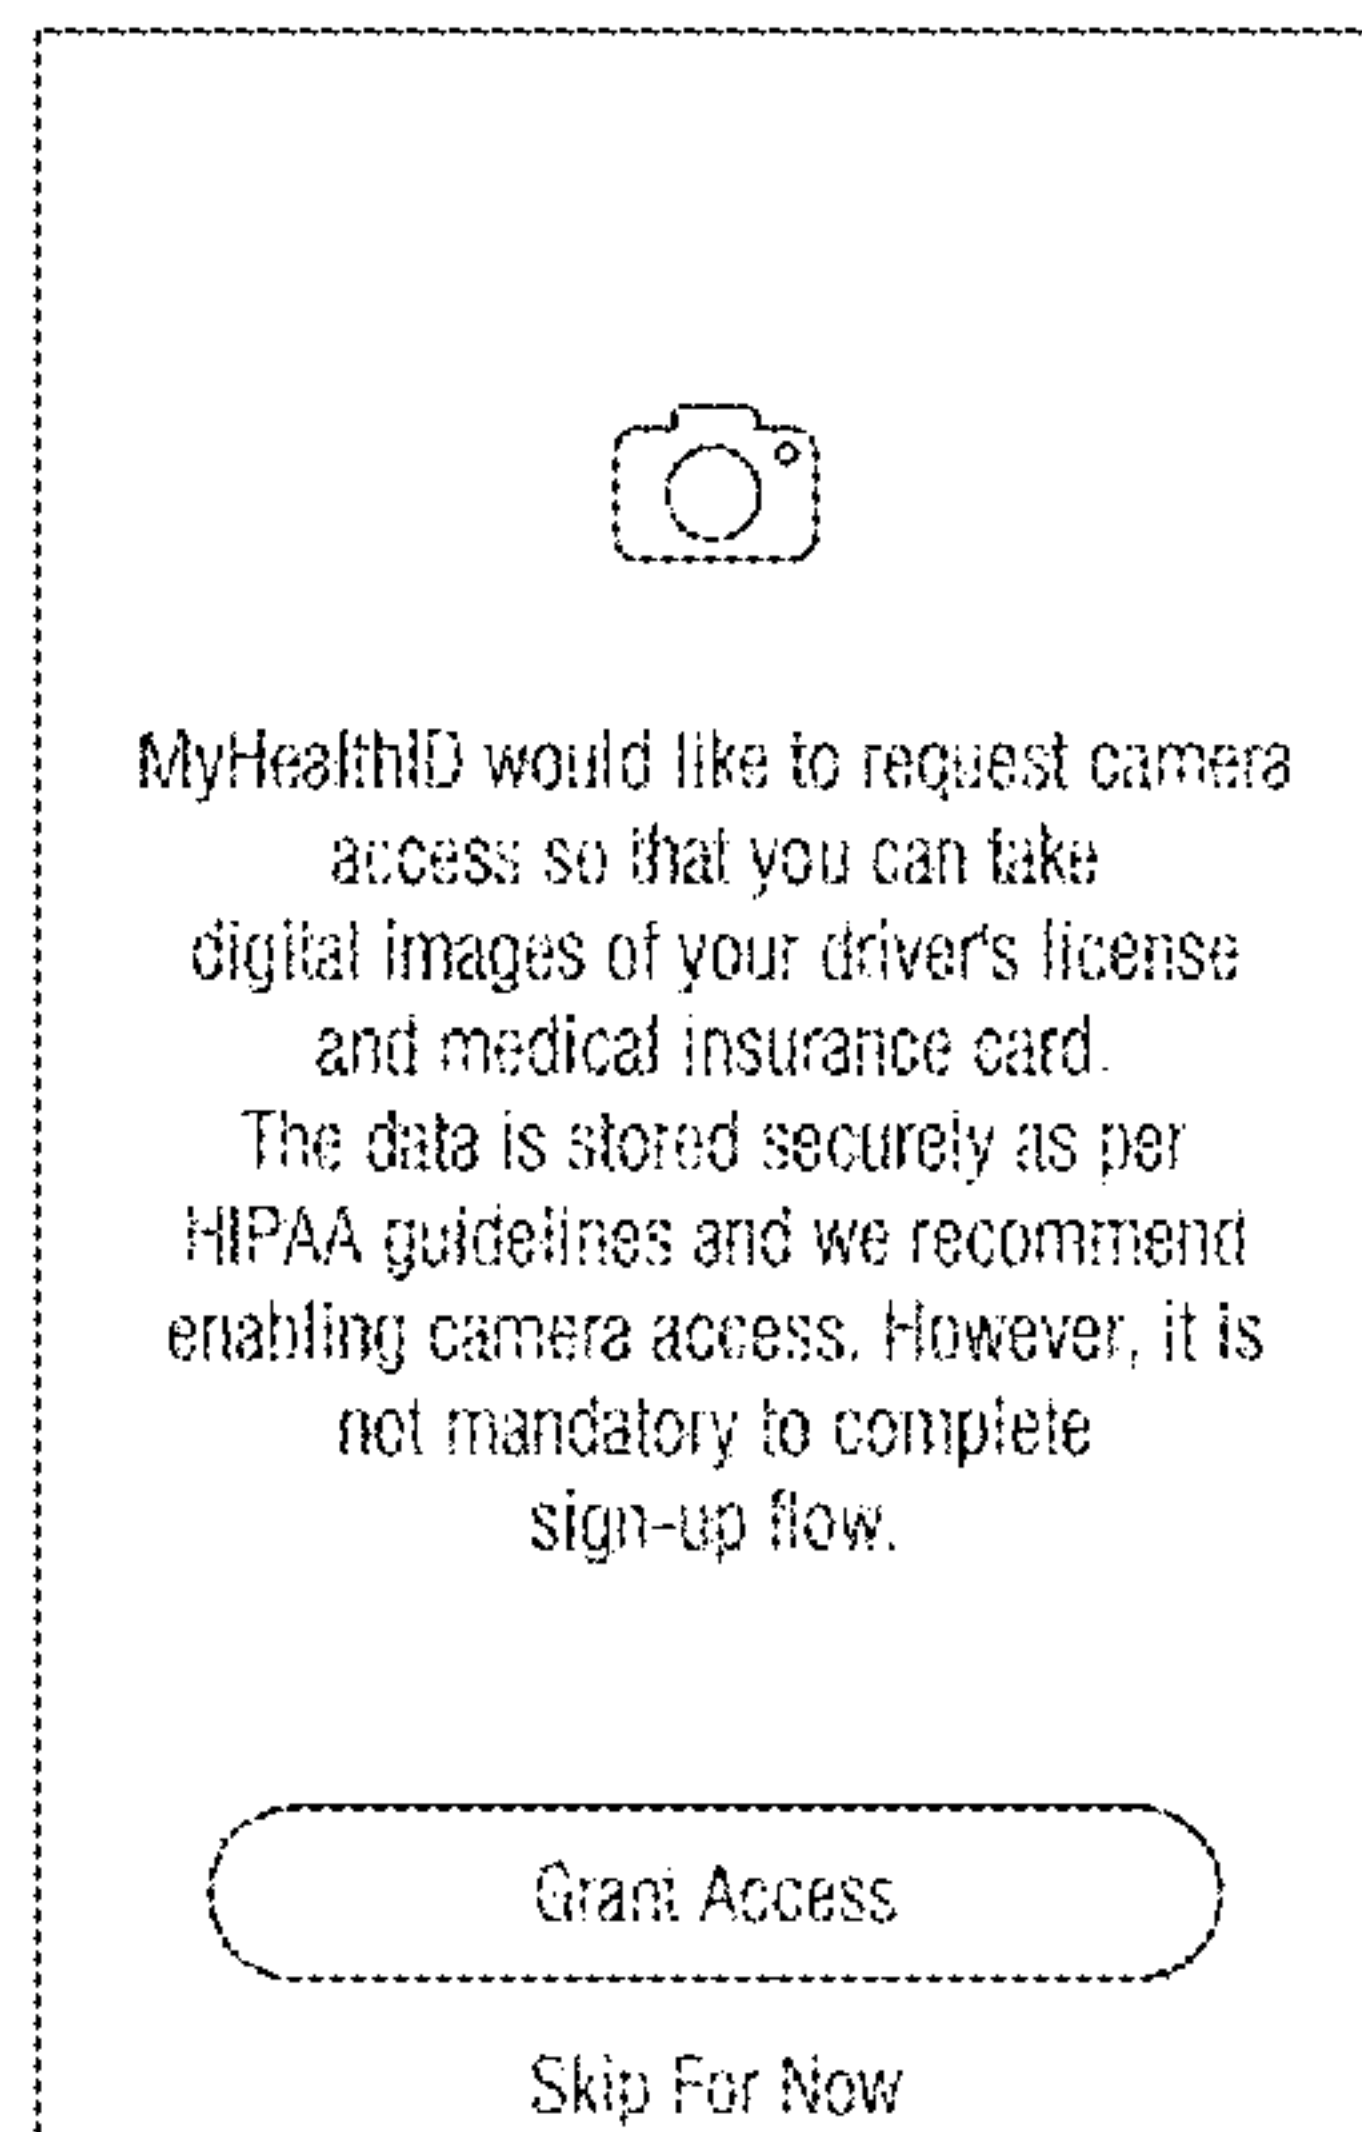 MyHealthID would like to request camera
access so that you can take
digital images of your driver's license
and medical insurance card.
The data is stored securely as per
HIPAA guidelines and we recommend
enabling camera access. However, it is
not mandatory to complete
sign-up flow.
Grant Access
Skip For Now